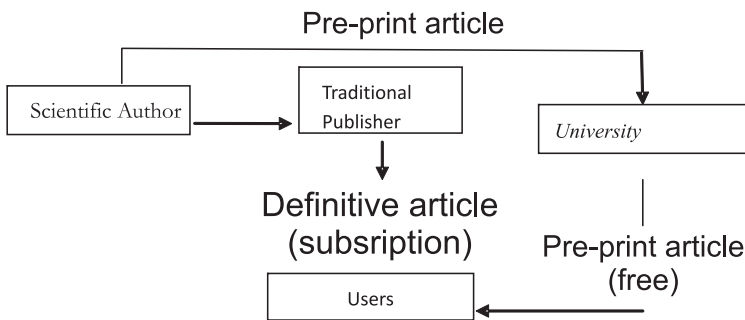 Pre-print article
Scientific Author
Traditional
Publisher
University
Definitive article
(subsription)
Pre-print article
(free)
Users